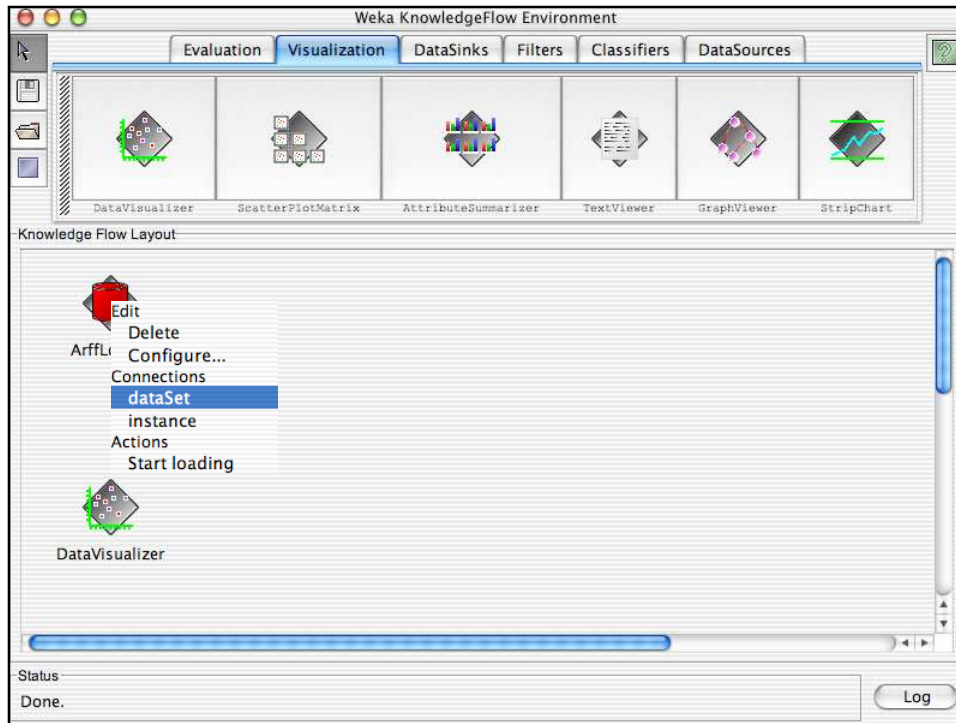 Weka KnowledgeFlow Environment
Evaluation Visualization DataSinks Filters Classifiers DataSources
DataVisualizer ScatterPlotMatrix AttributeSummarizer TextViewer GraphViewer StripChart
Knowledge Flow Layout
Edit
Delete
ArffLo
Configure...
Connections
dataSet
instance
Actions
Start loading
DataVisualizer
Status
Done.
Log